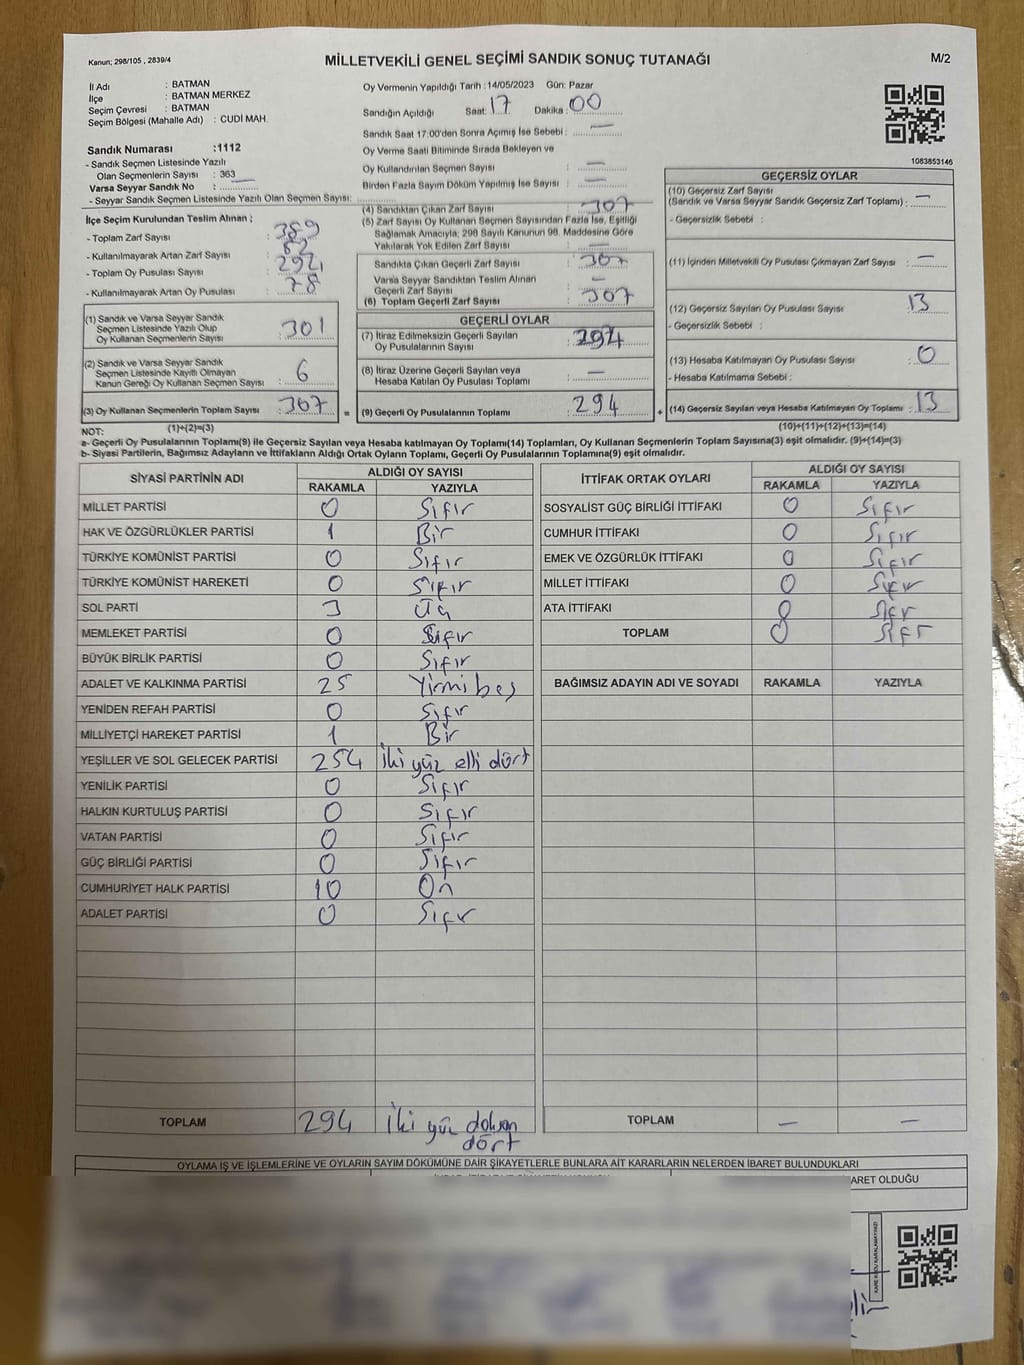 Kanun; 298/105 , 2839/4
MİLLETVEKİLİ GENEL SEÇİMİ SANDIK SONUÇ TUTANAĞI
M/2
İl Adı : BATMAN
İlçe : BATMAN MERKEZ
Seçim Çevresi : BATMAN
Seçim Bölgesi (Mahalle Adı) : CUDİ MAH.
Sandık Numarası :1112
- Sandık Seçmen Listesinde Yazılı
Olan Seçmenlerin Sayısı : 363
Varsa Seyyar Sandık No :
- Seyyar Sandık Seçmen Listesinde Yazılı Olan Seçmen Sayısı:
Oy Vermenin Yapıldığı Tarih :14/05/2023 Gün: Pazar
Sandığın Açıldığı Saat: 17 Dakika : 00
Sandık Saat 17:00'den Sonra Açımış İse Sebebi : —
Oy Verme Saati Bitiminde Sırada Bekleyen ve
Oy Kullandırılan Seçmen Sayısı : —
Birden Fazla Sayım Döküm Yapılmış İse Sayısı : —
1083853146
İlçe Seçim Kurulundan Teslim Alınan ;
- Toplam Zarf Sayısı : 389
- Kullanılmayarak Artan Zarf Sayısı : 82
- Toplam Oy Pusulası Sayısı :
- Kullanılmayarak Artan Oy Pusulası : 78
(1) Sandık ve Varsa Seyyar Sandık
Seçmen Listesinde Yazılı Olup
Oy Kullanan Seçmenlerin Sayısı : 301
(2) Sandık ve Varsa Seyyar Sandık
Seçmen Listesinde Kayıtlı Olmayan
Kanun Gereği Oy Kullanan Seçmen Sayısı : 6
(3) Oy Kullanan Seçmenlerin Toplam Sayısı : 307 =
(4) Sandıktan Çıkan Zarf Sayısı : 307
(5) Zarf Sayısı Oy Kullanan Seçmen Sayısından Fazla İse, Eşitliği
Sağlamak Amacıyla, 298 Sayılı Kanunun 98. Maddesine Göre
Yakılarak Yok Edilen Zarf Sayısı : —
Sandıkta Çıkan Geçerli Zarf Sayısı : 307
Varsa Seyyar Sandıktan Teslim Alınan
Geçerli Zarf Sayısı : —
(6) Toplam Geçerli Zarf Sayısı : 307
GEÇERLİ OYLAR
(7) İtiraz Edilmeksizin Geçerli Sayılan
Oy Pusulalarının Sayısı : 294
(8) İtiraz Üzerine Geçerli Sayılan veya
Hesaba Katılan Oy Pusulası Toplamı : —
(9) Geçerli Oy Pusulalarının Toplamı : 294 +
GEÇERSİZ OYLAR
(10) Geçersiz Zarf Sayısı
(Sandık ve Varsa Seyyar Sandık Geçersiz Zarf Toplamı) : —
- Geçersizlik Sebebi :
(11) İçinden Milletvekili Oy Pusulası Çıkmayan Zarf Sayısı : —
(12) Geçersiz Sayılan Oy Pusulası Sayısı : 13
- Geçersizlik Sebebi :
(13) Hesaba Katılmayan Oy Pusulası Sayısı : 0
- Hesaba Katılmama Sebebi :
(14) Geçersiz Sayılan veya Hesaba Katılmayan Oy Toplamı : 13
NOT: (1)+(2)=(3) (10)+(11)+(12)+(13)=(14)
a- Geçerli Oy Pusulalarının Toplamı(9) ile Geçersiz Sayılan veya Hesaba katılmayan Oy Toplamı(14) Toplamları, Oy Kullanan Seçmenlerin Toplam Sayısına(3) eşit olmalıdır. (9)+(14)=(3)
b- Siyasi Partilerin, Bağımsız Adayların ve İttifakların Aldığı Ortak Oyların Toplamı, Geçerli Oy Pusulalarının Toplamına(9) eşit olmalıdır.
SİYASİ PARTİNİN ADI ALDIĞI OY SAYISI
RAKAMLA YAZIYLA
MİLLET PARTİSİ 0 Sıfır
HAK VE ÖZGÜRLÜKLER PARTİSİ 1 Bir
TÜRKİYE KOMÜNİST PARTİSİ 0 Sıfır
TÜRKİYE KOMÜNİST HAREKETİ 0 Sıfır
SOL PARTİ 3 Üç
MEMLEKET PARTİSİ 0 Sıfır
BÜYÜK BİRLİK PARTİSİ 0 Sıfır
ADALET VE KALKINMA PARTİSİ 25 Yirmi beş
YENİDEN REFAH PARTİSİ 0 Sıfır
MİLLİYETÇİ HAREKET PARTİSİ 1 Bir
YEŞİLLER VE SOL GELECEK PARTİSİ 254 İki yüz elli dört
YENİLİK PARTİSİ 0 Sıfır
HALKIN KURTULUŞ PARTİSİ 0 Sıfır
VATAN PARTİSİ 0 Sıfır
GÜÇ BİRLİĞİ PARTİSİ 0 Sıfır
CUMHURİYET HALK PARTİSİ 10 On
ADALET PARTİSİ 0 Sıfır
TOPLAM 294 İki yüz doksan
dört
İTTİFAK ORTAK OYLARI ALDIĞI OY SAYISI
RAKAMLA YAZIYLA
SOSYALİST GÜÇ BİRLİĞİ İTTİFAKI 0 Sıfır
CUMHUR İTTİFAKI 0 Sıfır
EMEK VE ÖZGÜRLÜK İTTİFAKI 0 Sıfır
MİLLET İTTİFAKI 0 Sıfır
ATA İTTİFAKI 0 Sıfr
TOPLAM 0 Sıfr
BAĞIMSIZ ADAYIN ADI VE SOYADI RAKAMLA YAZIYLA
TOPLAM — —
OYLAMA İŞ VE İŞLEMLERİNE VE OYLARIN SAYIM DÖKÜMÜNE DAİR ŞİKAYETLERLE BUNLARA AİT KARARLARIN NELERDEN İBARET BULUNDUKLARI
ARET OLDUĞU
KARE KODU KARALAMAYINIZ!